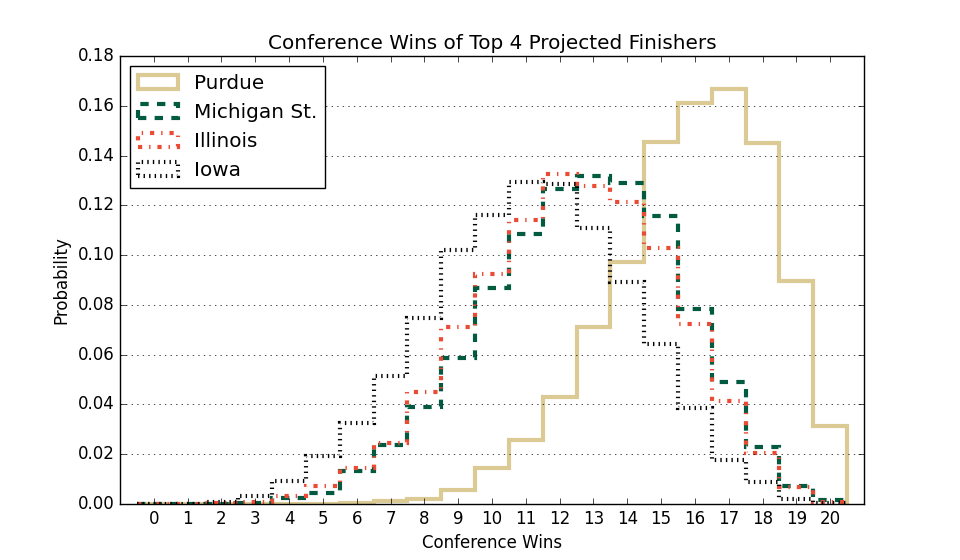 Conference Wins of Top 4 Projected Finishers
0.18
0.16
0.14
0.12
0.10
0.08
0.06
0.04
0.02
0.00
Probability
Purdue
Michigan St.
Illinois
Iowa
0 1 2 3 4 5 6 7 8 9 10 11 12 13 14 15 16 17 18 19 20
Conference Wins